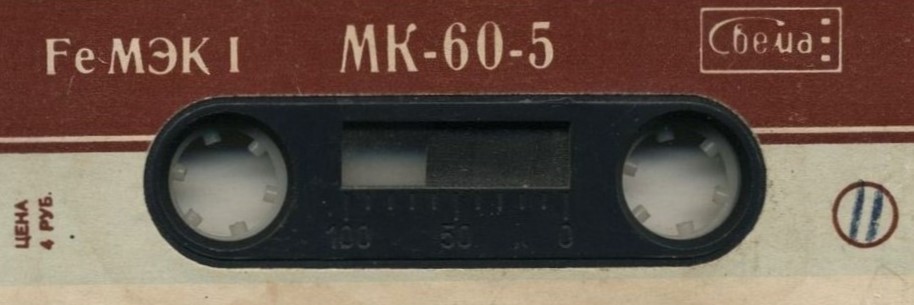 Fe МЭК I
МК-60-5
Свема
100 50 0
ЦЕНА
4 РУБ.